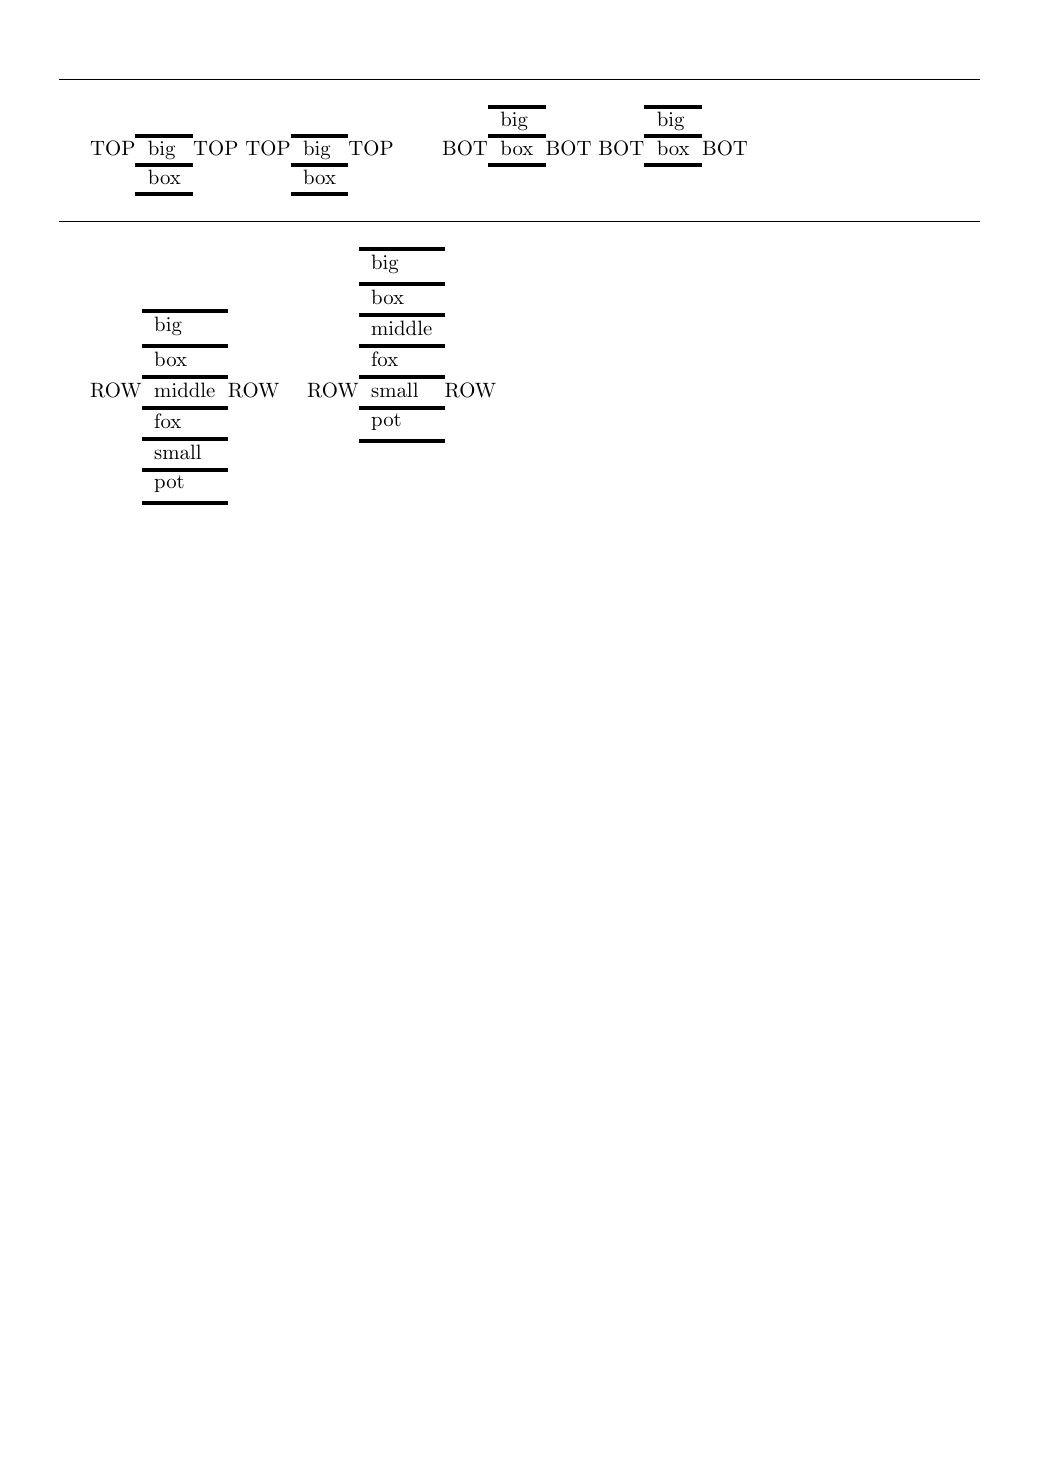 big big
TOP big TOP TOP big TOP BOT box BOT BOT box BOT
box box
big
box
big middle
box fox
ROW middle ROW ROW small ROW
fox pot
small
pot